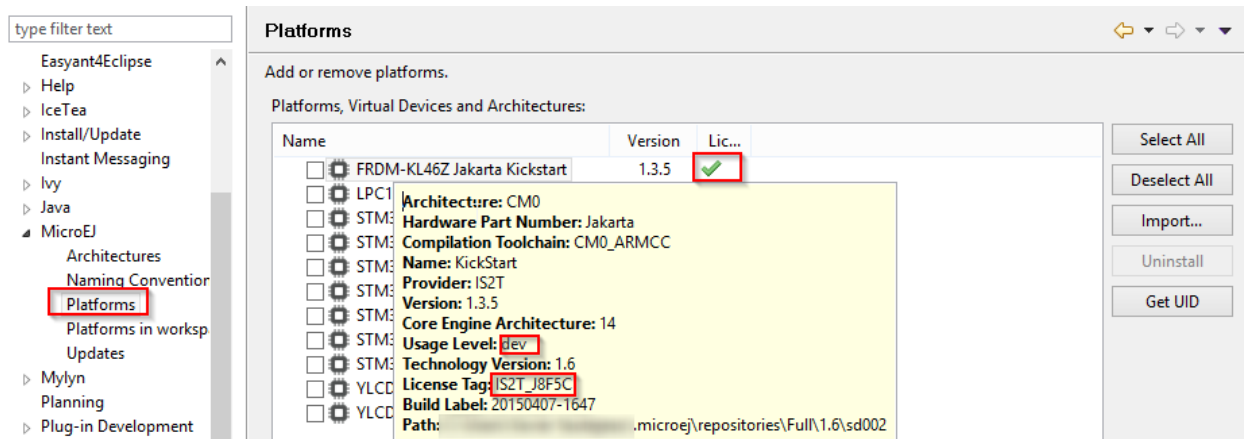 type filter text
Easyant4Eclipse
Help
IceTea
Install/Update
Instant Messaging
Ivy
Java
MicroEJ
Architectures
Naming Convention
Platforms
Platforms in worksp
Updates
Mylyn
Planning
Plug-in Development
Platforms
Add or remove platforms.
Platforms, Virtual Devices and Architectures:
Name Version Lic...
FRDM-KL46Z Jakarta Kickstart 1.3.5
LPC1
STM3
STM3
STM3
STM3
STM3
STM3
STM3
YLCD
YLCD
Architecture: CM0
Hardware Part Number: Jakarta
Compilation Toolchain: CM0_ARMCC
Name: KickStart
Provider: IS2T
Version: 1.3.5
Core Engine Architecture: 14
Usage Level: dev
Technology Version: 1.6
License Tag: IS2T_J8F5C
Build Label: 20150407-1647
Path: .microej\repositories\Full\1.6\sd002
Select All
Deselect All
Import...
Uninstall
Get UID